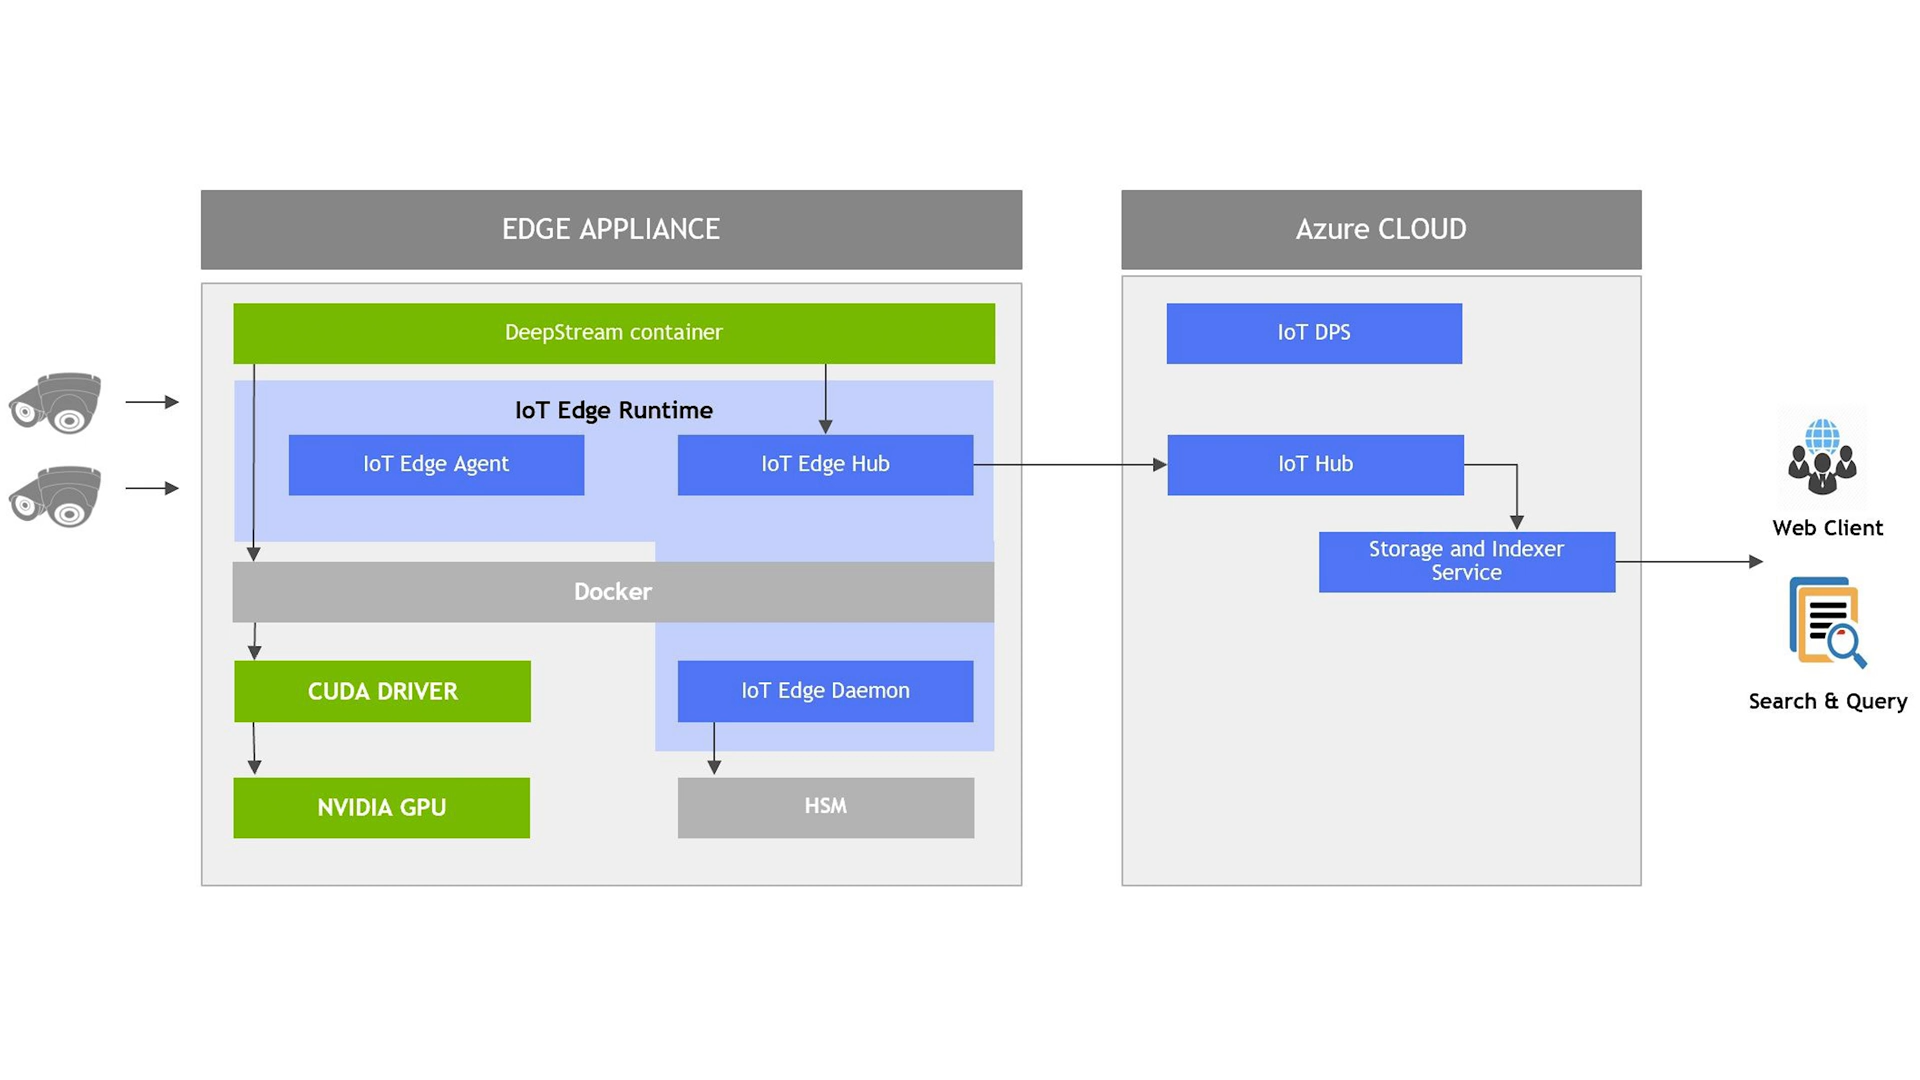 EDGE APPLIANCE
Azure CLOUD
DeepStream container
IoT DPS
IoT Edge Runtime
IoT Edge Agent
IoT Edge Hub
IoT Hub
Web Client
Storage and Indexer
Service
Docker
CUDA DRIVER
IoT Edge Daemon
Search & Query
NVIDIA GPU
HSM